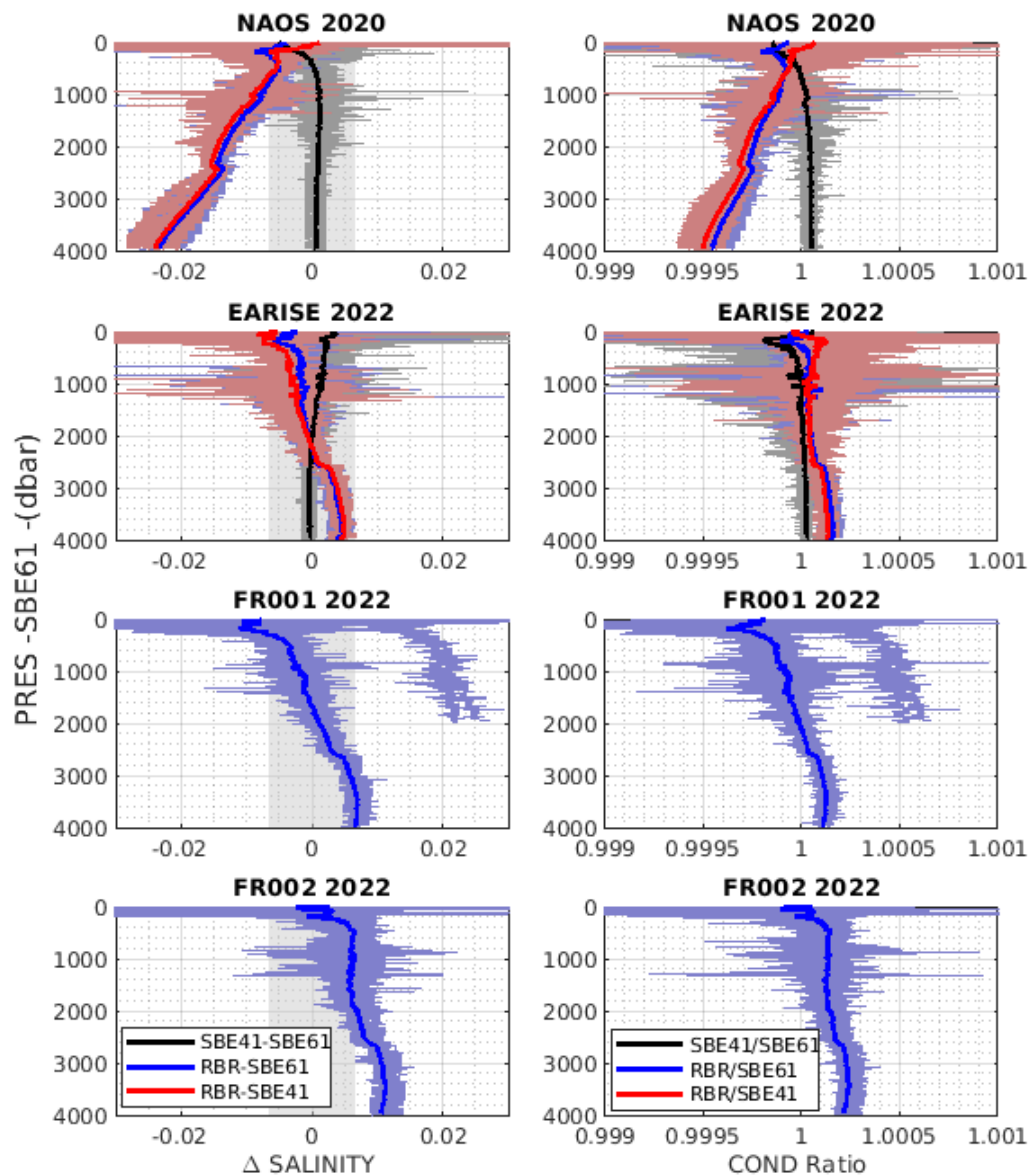 NAOS 2020
0
1000
2000
3000
4000
-0.02 0 0.02
NAOS 2020
0
1000
2000
3000
4000
0.999 0.9995 1 1.0005 1.001
EARISE 2022
0
1000
2000
3000
4000
-0.02 0 0.02
EARISE 2022
0
1000
2000
3000
4000
0.999 0.9995 1 1.0005 1.001
PRES -SBE61 -(dbar)
FR001 2022
0
1000
2000
3000
4000
-0.02 0 0.02
FR001 2022
0
1000
2000
3000
4000
0.999 0.9995 1 1.0005 1.001
FR002 2022
0
1000
2000
3000
4000
SBE41-SBE61
RBR-SBE61
RBR-SBE41
-0.02 0 0.02
Δ SALINITY
FR002 2022
0
1000
2000
3000
4000
SBE41/SBE61
RBR/SBE61
RBR/SBE41
0.999 0.9995 1 1.0005 1.001
COND Ratio